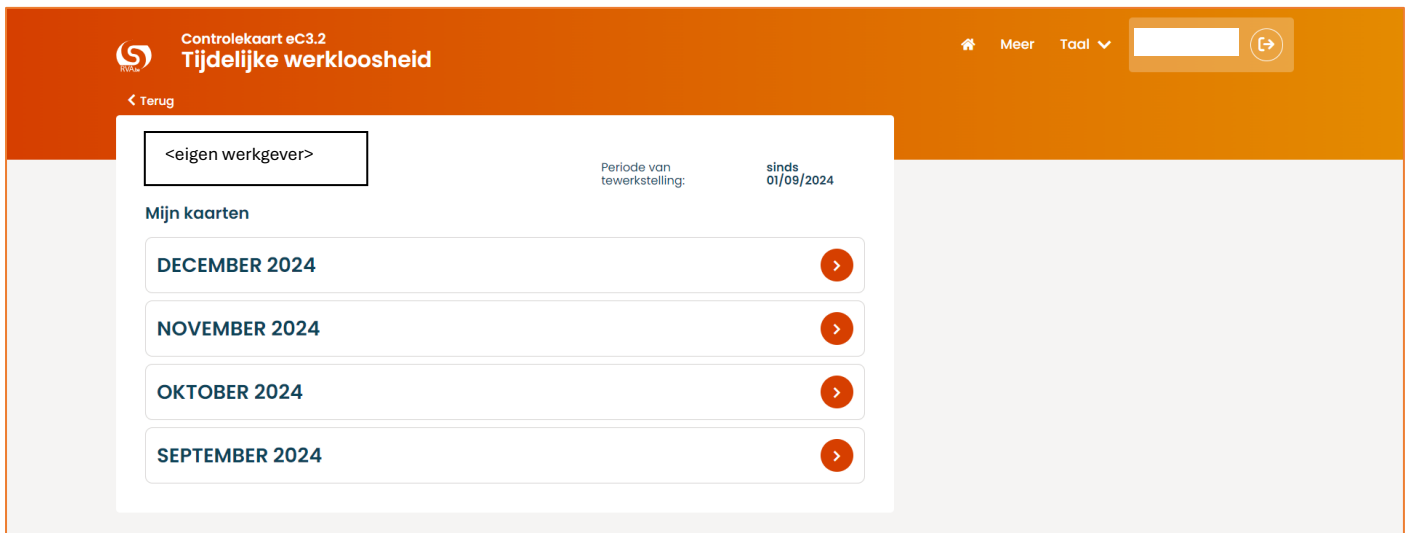 Controlekaart eC3.2
Tijdelijke werkloosheid
RVA.be
Meer
Taal
Terug
<eigen werkgever>
Periode van
tewerkstelling:
sinds
01/09/2024
Mijn kaarten
DECEMBER 2024
NOVEMBER 2024
OKTOBER 2024
SEPTEMBER 2024